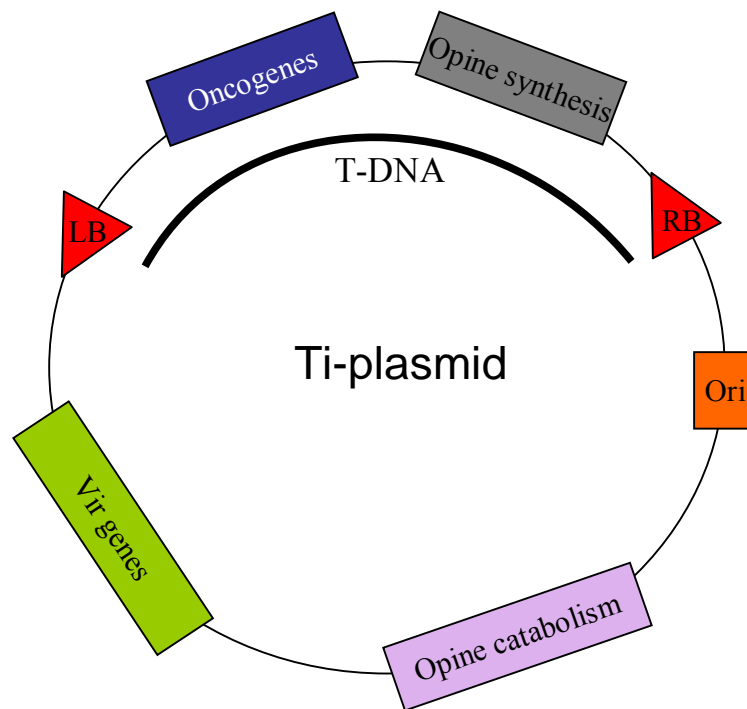 Oncogenes
Opine synthesis
T-DNA
LB
RB
Ti-plasmid
Ori
Vir genes
Opine catabolism